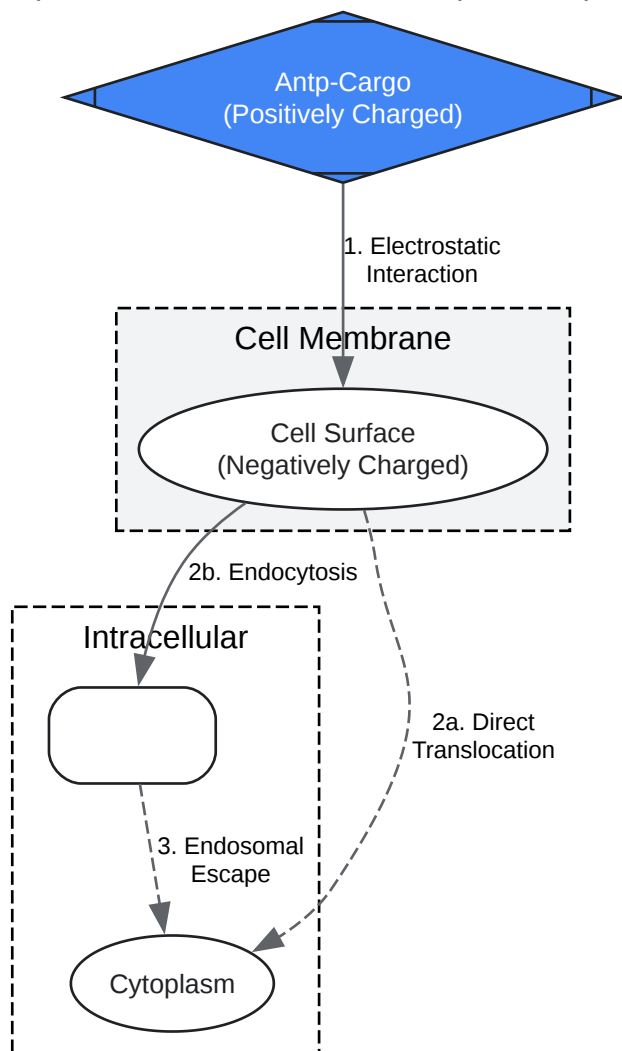 Antp-Cargo
(Positively Charged)
1. Electrostatic
Interaction
Cell Membrane
Cell Surface
(Negatively Charged)
2b. Endocytosis
Intracellular
2a. Direct
Translocation
3. Endosomal
Escape
Cytoplasm